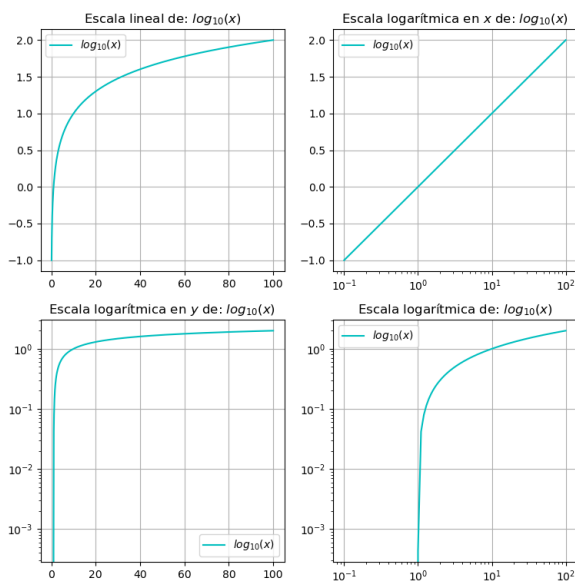 Escala lineal de: log₁₀(x)
log₁₀(x)
2.0
1.5
1.0
0.5
0.0
−0.5
−1.0
0 20 40 60 80 100
Escala logarítmica en x de: log₁₀(x)
log₁₀(x)
2.0
1.5
1.0
0.5
0.0
−0.5
−1.0
10⁻¹ 10⁰ 10¹ 10²
Escala logarítmica en y de: log₁₀(x)
10⁰
10⁻¹
10⁻²
10⁻³
log₁₀(x)
0 20 40 60 80 100
Escala logarítmica de: log₁₀(x)
log₁₀(x)
10⁰
10⁻¹
10⁻²
10⁻³
10⁻¹ 10⁰ 10¹ 10²